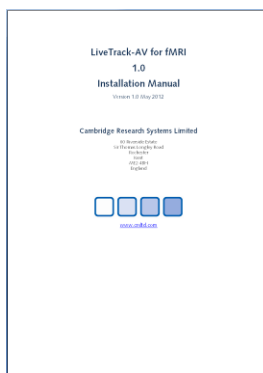 LiveTrack-AV for fMRI
1.0
Installation Manual
Version 1.0 May 2012
Cambridge Research Systems Limited
80 Riverside Estate
Sir Thomas Longley Road
Rochester
Kent
ME2 4BH
England
www.crsltd.com